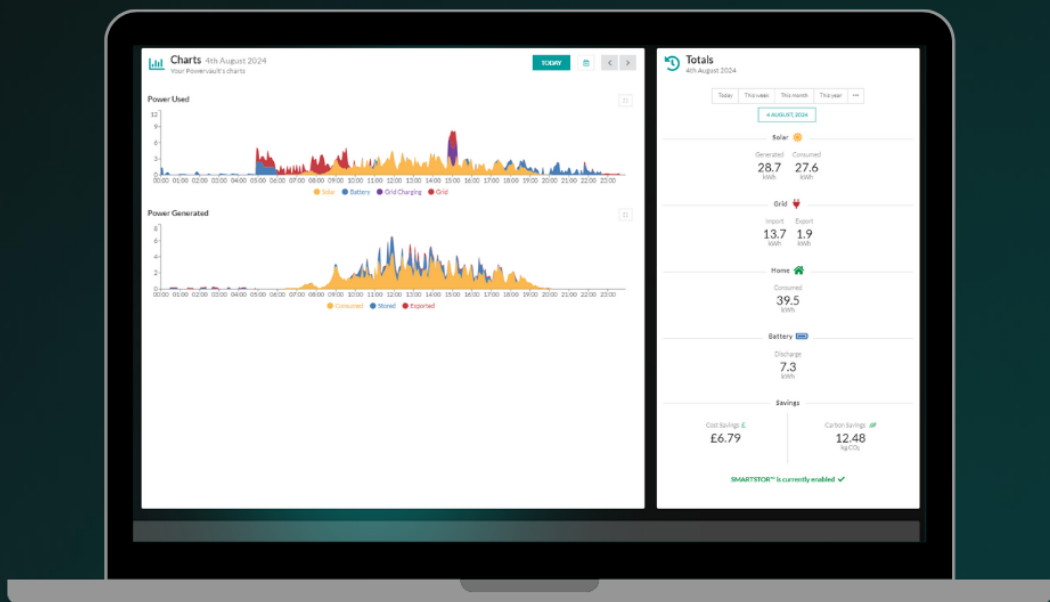 Charts 4th August 2024
Your Powervault's charts
TODAY
Power Used
12
9
6
3
0
00:00 01:00 02:00 03:00 04:00 05:00 06:00 07:00 08:00 09:00 10:00 11:00 12:00 13:00 14:00 15:00 16:00 17:00 18:00 19:00 20:00 21:00 22:00 23:00
Solar Battery Grid Charging Grid
Power Generated
8
6
4
2
0
00:00 01:00 02:00 03:00 04:00 05:00 06:00 07:00 08:00 09:00 10:00 11:00 12:00 13:00 14:00 15:00 16:00 17:00 18:00 19:00 20:00 21:00 22:00 23:00
Consumed Stored Exported
Totals
4th August 2024
Today This week This month This year
4 AUGUST, 2024
Solar
Generated Consumed
28.7 27.6
kWh kWh
Grid
Import Export
13.7 1.9
kWh kWh
Home
Consumed
39.5
kWh
Battery
Discharge
7.3
kWh
Savings
Cost Savings £ Carbon Savings
£6.79 12.48
kg CO₂
SMARTSTOR™ is currently enabled